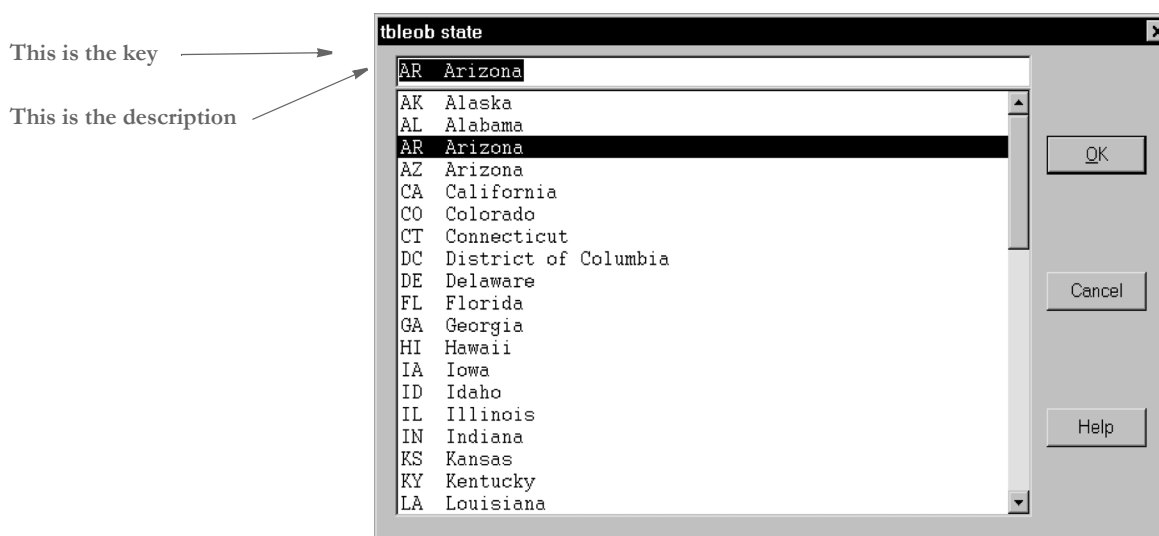 This is the key
This is the description
tbleob state
AR Arizona
AK Alaska
AL Alabama
AR Arizona
AZ Arizona
CA California
CO Colorado
CT Connecticut
DC District of Columbia
DE Delaware
FL Florida
GA Georgia
HI Hawaii
IA Iowa
ID Idaho
IL Illinois
IN Indiana
KS Kansas
KY Kentucky
LA Louisiana
OK
Cancel
Help